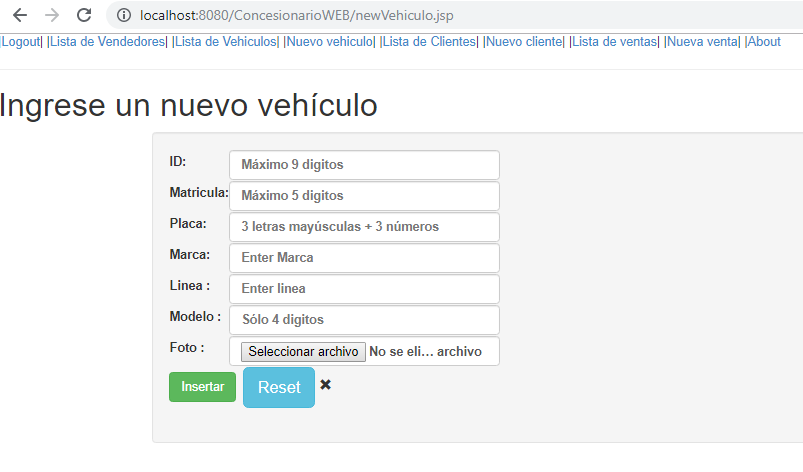 localhost:8080/ConcesionarioWEB/newVehiculo.jsp
|Logout| |Lista de Vendedores| |Lista de Vehiculos| |Nuevo vehiculo| |Lista de Clientes| |Nuevo cliente| |Lista de ventas| |Nueva venta| |About
Ingrese un nuevo vehículo
ID: Máximo 9 digitos
Matricula: Máximo 5 digitos
Placa: 3 letras mayúsculas + 3 números
Marca: Enter Marca
Linea : Enter linea
Modelo : Sólo 4 digitos
Foto : Seleccionar archivo No se eli… archivo
Insertar Reset